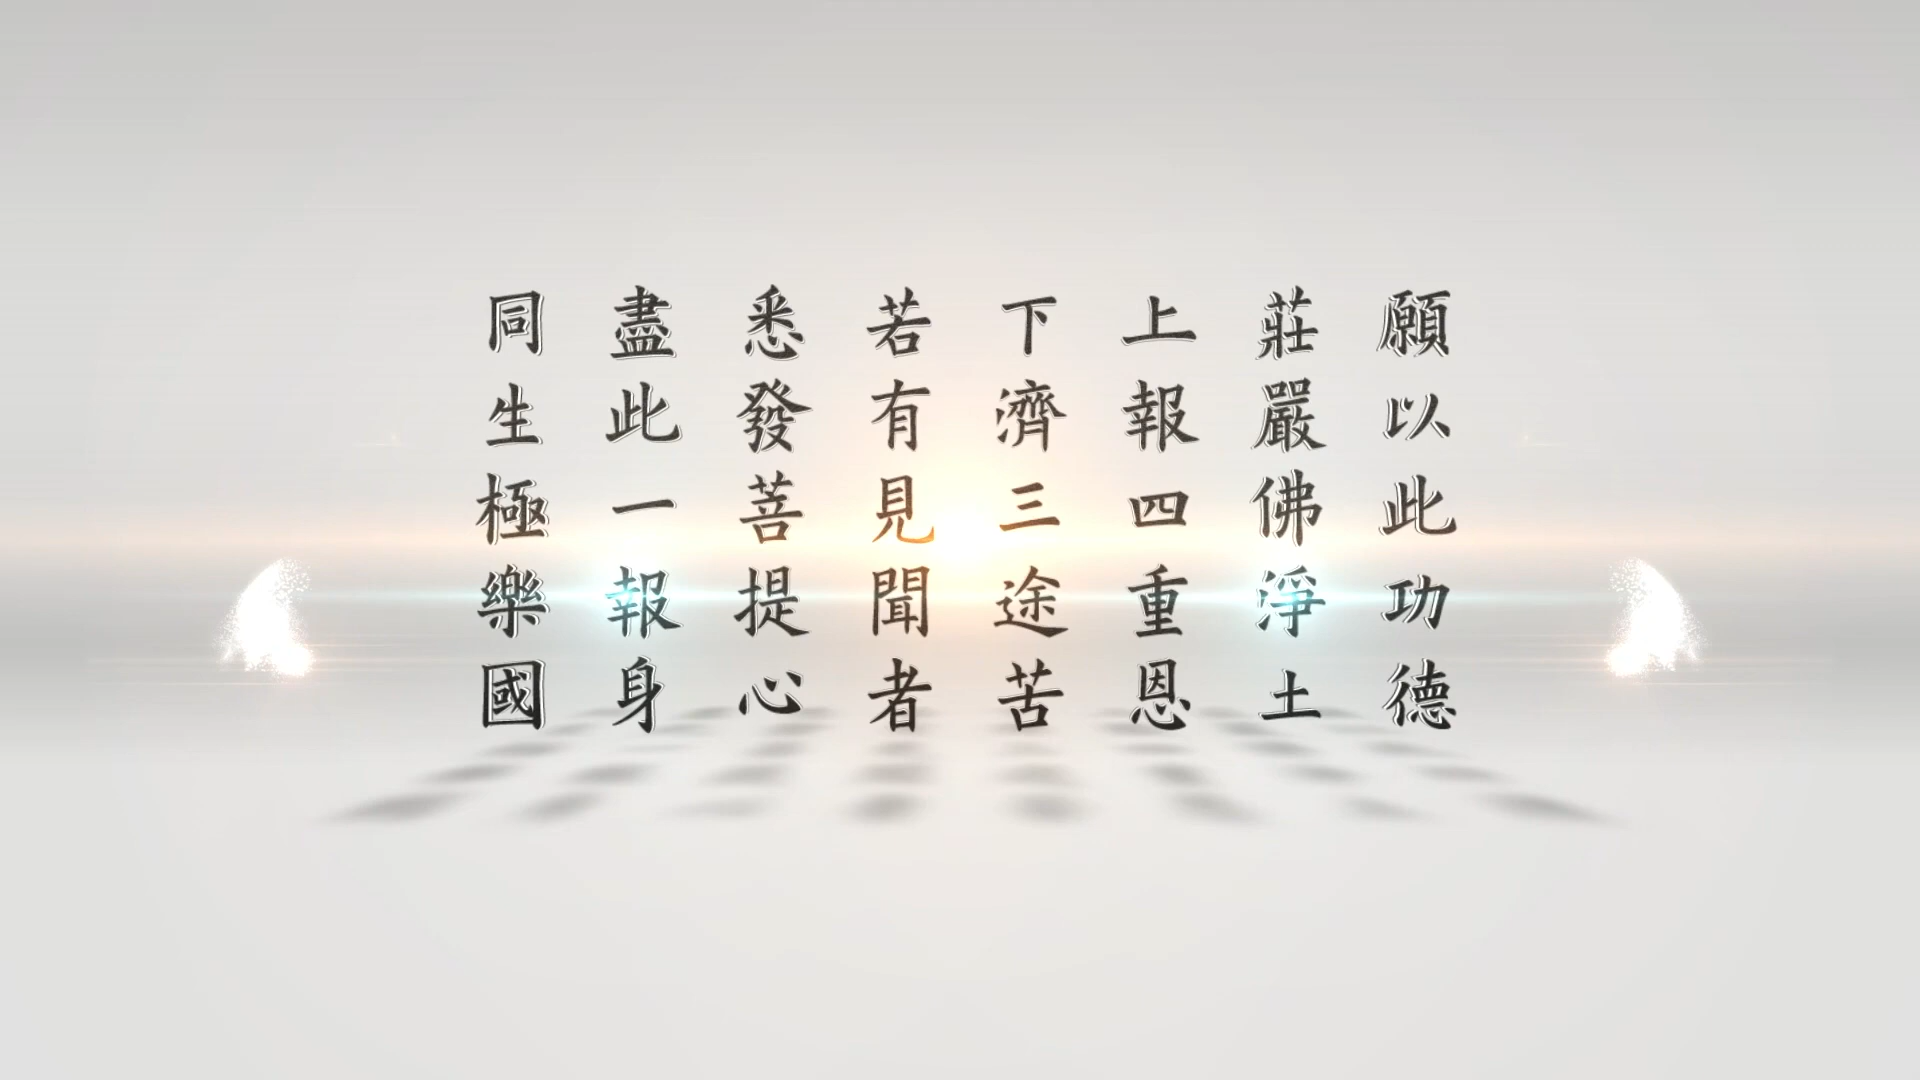 願以此功德
莊嚴佛淨土
上報四重恩
下濟三途苦
若有見聞者
悉發菩提心
盡此一報身
同生極樂國